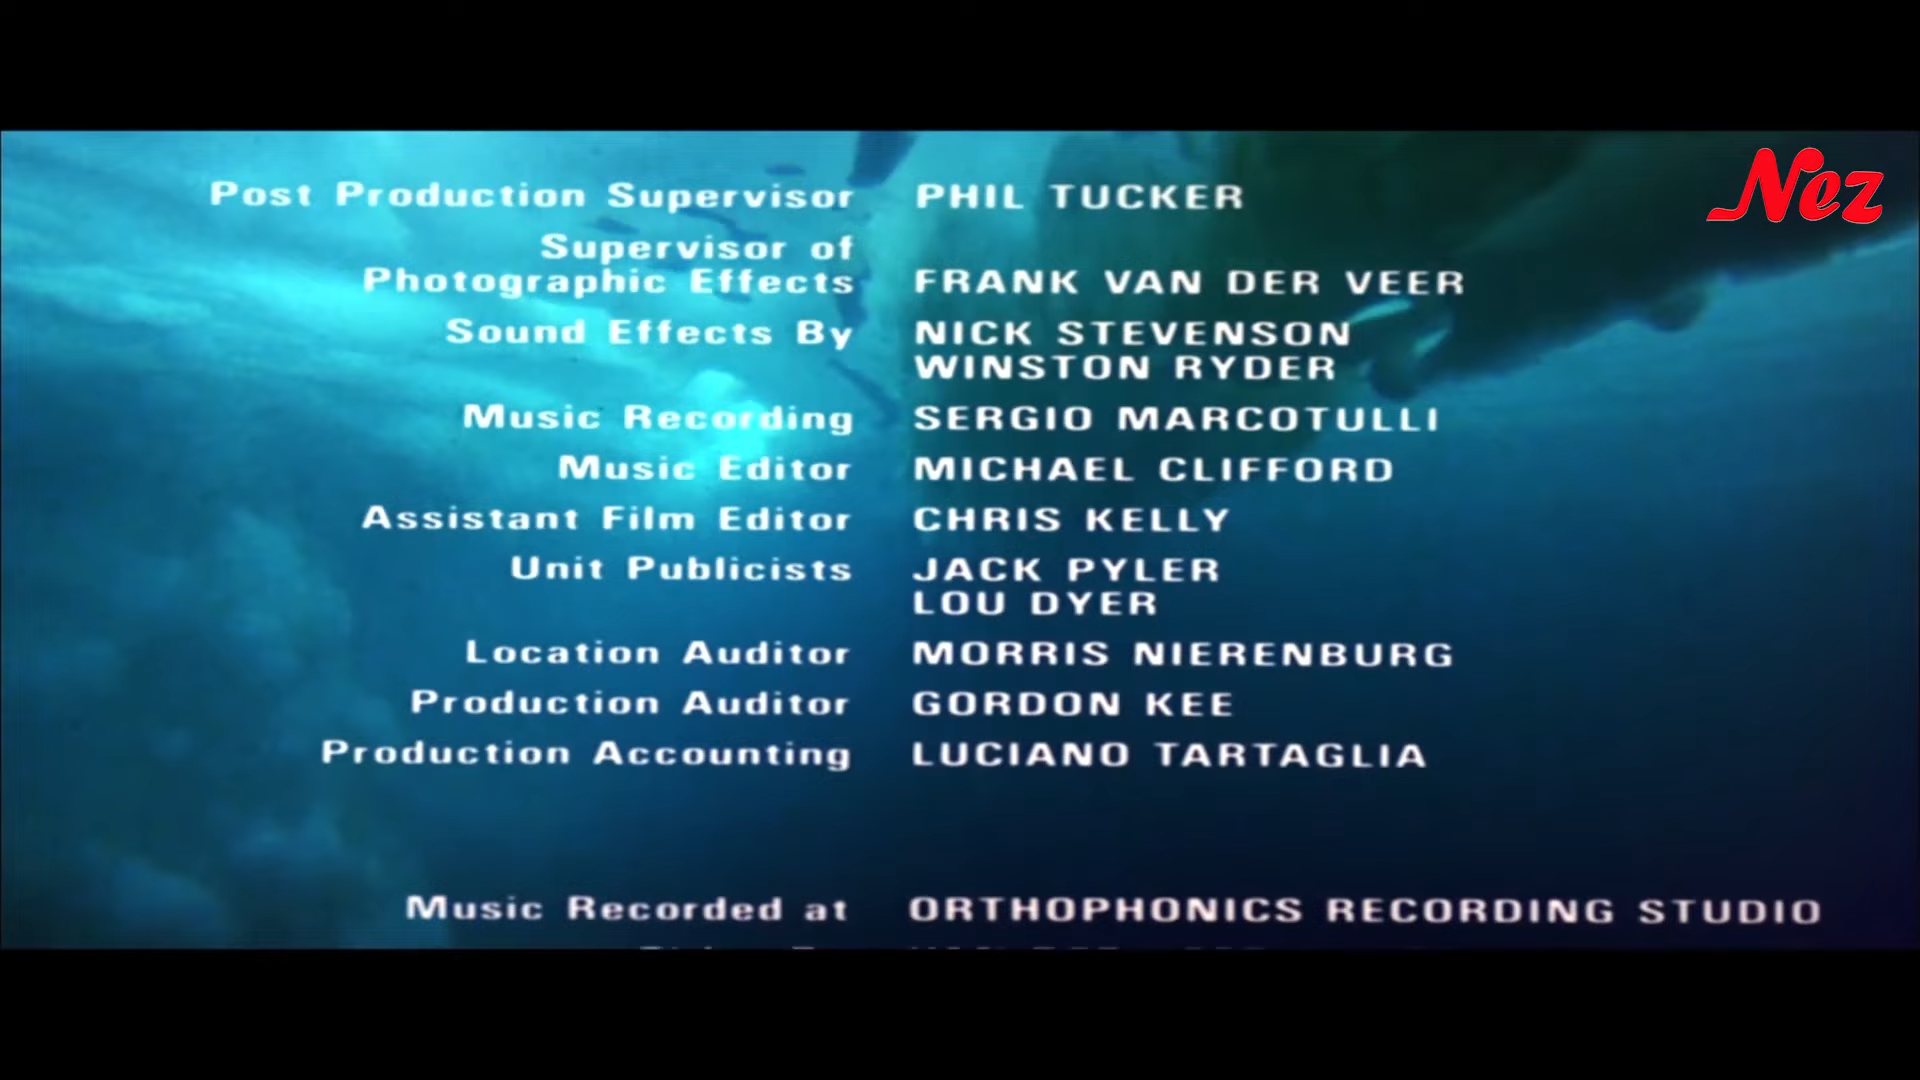 Nez
Post Production Supervisor PHIL TUCKER
Supervisor of
Photographic Effects FRANK VAN DER VEER
Sound Effects By NICK STEVENSON
WINSTON RYDER
Music Recording SERGIO MARCOTULLI
Music Editor MICHAEL CLIFFORD
Assistant Film Editor CHRIS KELLY
Unit Publicists JACK PYLER
LOU DYER
Location Auditor MORRIS NIERENBURG
Production Auditor GORDON KEE
Production Accounting LUCIANO TARTAGLIA
Music Recorded at ORTHOPHONICS RECORDING STUDIO